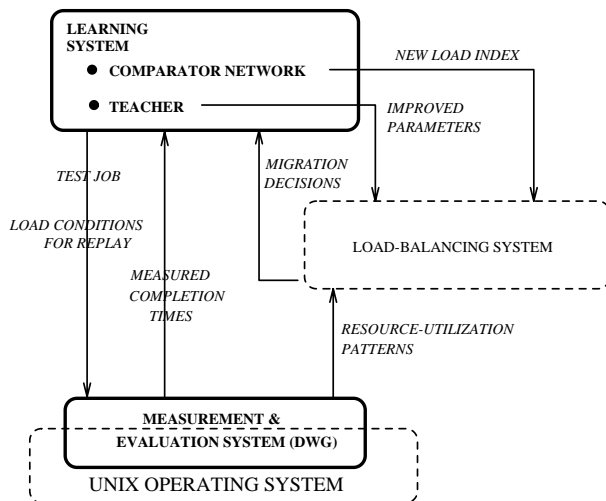 LEARNING
SYSTEM
COMPARATOR NETWORK
TEACHER
NEW LOAD INDEX
IMPROVED
PARAMETERS
MIGRATION
DECISIONS
TEST JOB
LOAD CONDITIONS
FOR REPLAY
MEASURED
COMPLETION
TIMES
LOAD-BALANCING SYSTEM
RESOURCE-UTILIZATION
PATTERNS
MEASUREMENT &
EVALUATION SYSTEM (DWG)
UNIX OPERATING SYSTEM